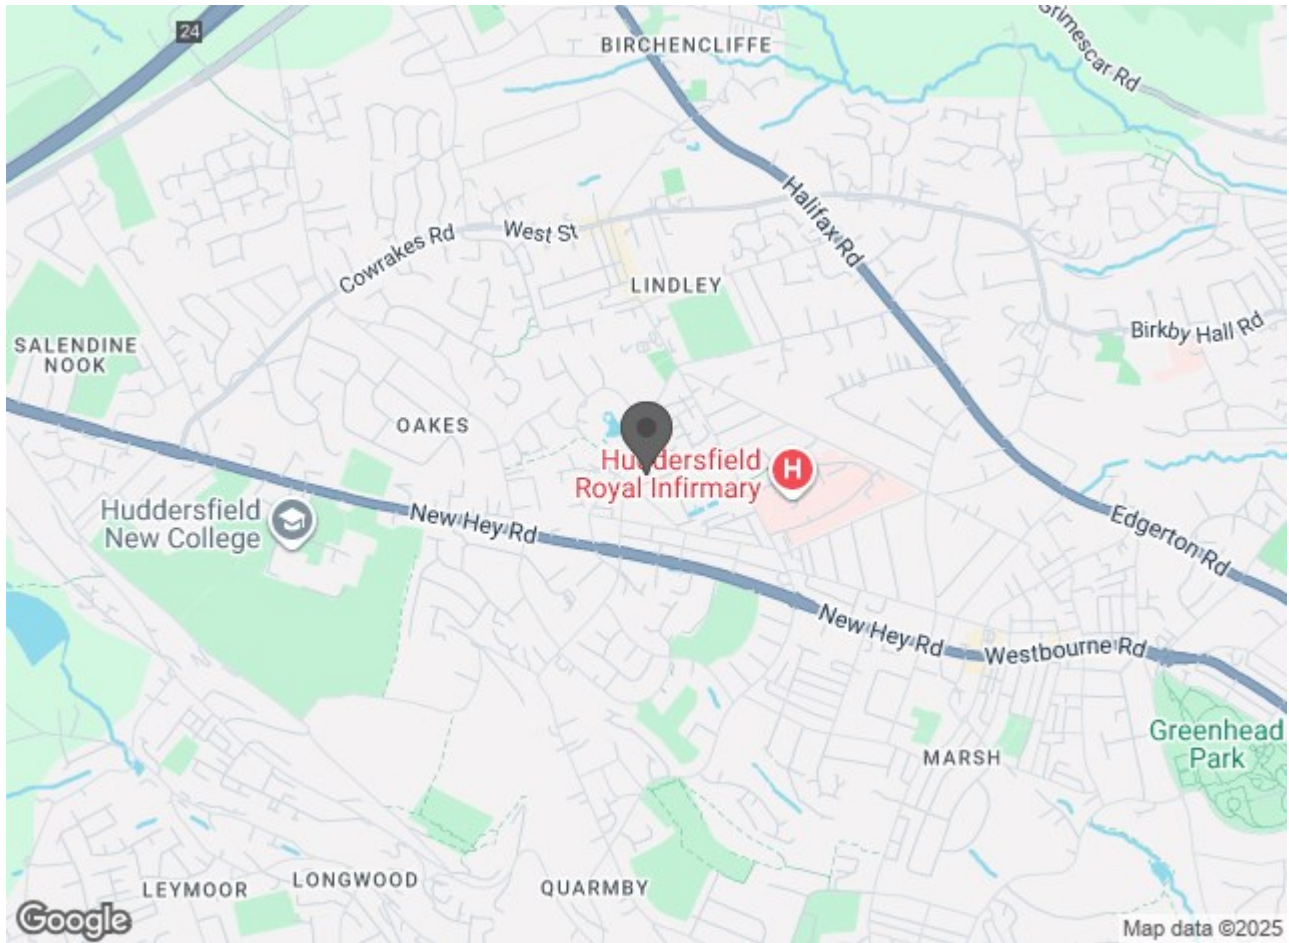 24
BIRCHENCLIFFE
Grimescar Rd
Halifax Rd
West St
Cowrakes Rd
LINDLEY
Birkby Hall Rd
SALENDINE
NOOK
OAKES
Huddersfield
Royal Infirmary
H
Huddersfield
New College
New Hey Rd
Edgerton Rd
New Hey Rd
Westbourne Rd
Greenhead
Park
MARSH
LEYMOOR
LONGWOOD
QUARMBY
Google
Map data ©2025